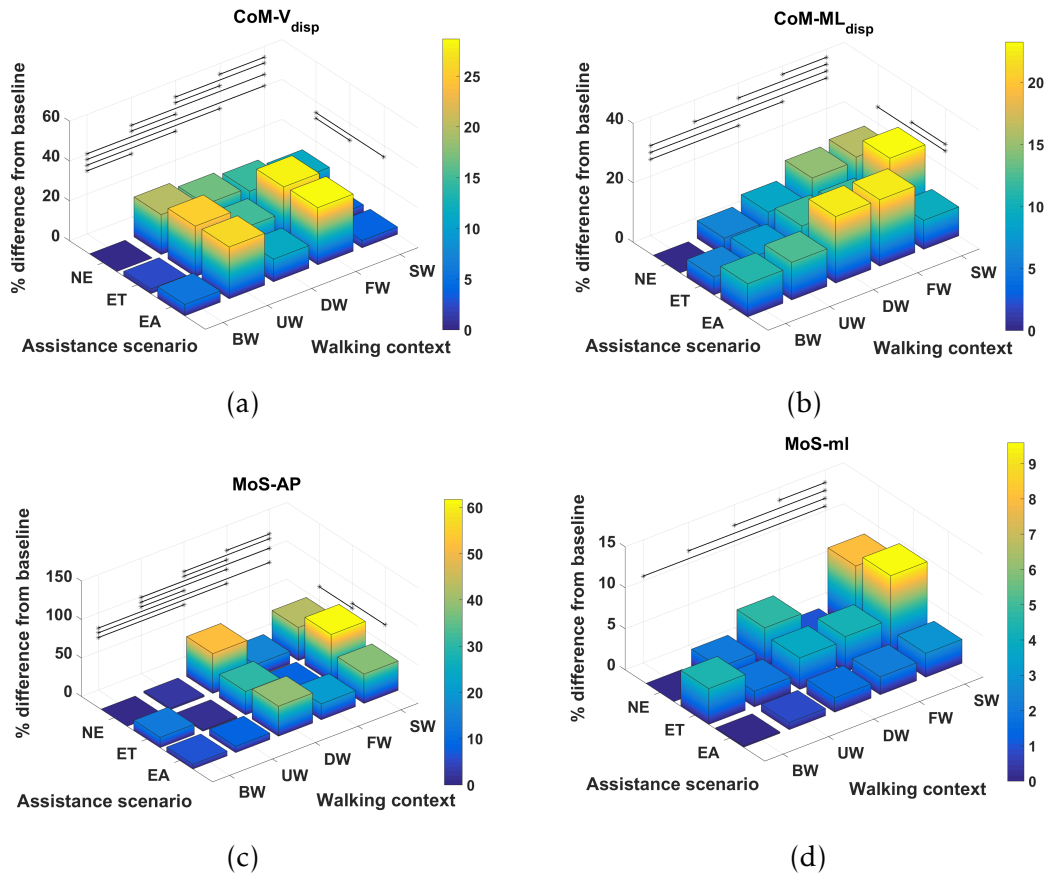 CoM-V_disp
% difference from baseline
60
40
20
0
NE
ET
EA
Assistance scenario
BW
UW
DW
FW
SW
Walking context
25
20
15
10
5
0
(a)
CoM-ML_disp
% difference from baseline
40
20
0
NE
ET
EA
Assistance scenario
BW
UW
DW
FW
SW
Walking context
20
15
10
5
0
(b)
MoS-AP
% difference from baseline
150
100
50
0
NE
ET
EA
Assistance scenario
BW
UW
DW
FW
SW
Walking context
60
50
40
30
20
10
0
(c)
MoS-ml
% difference from baseline
15
10
5
0
NE
ET
EA
Assistance scenario
BW
UW
DW
FW
SW
Walking context
9
8
7
6
5
4
3
2
1
0
(d)